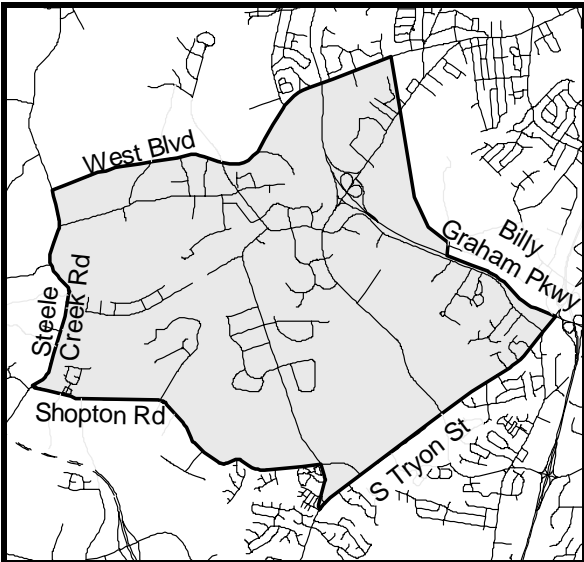 West Blvd
Billy
Graham Pkwy
Steele
Creek Rd
Shopton Rd
S Tryon St